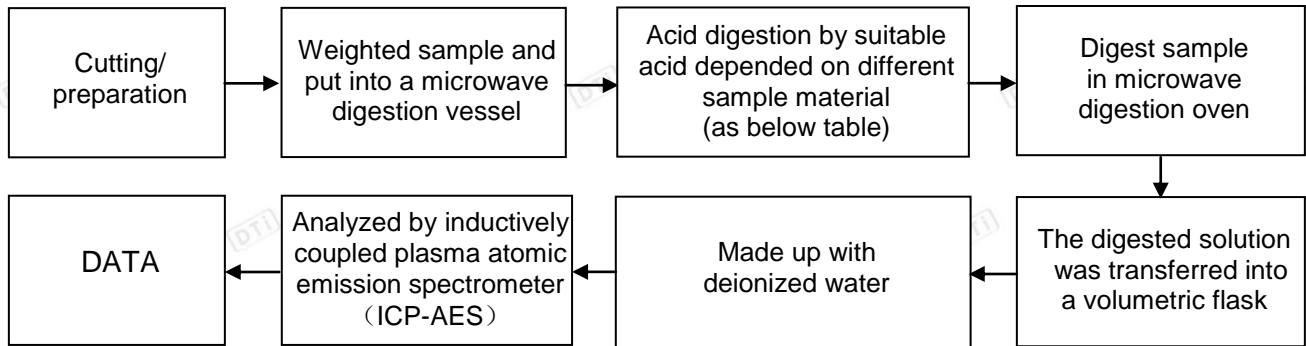 Cutting/
preparation
Weighted sample and
put into a microwave
digestion vessel
Acid digestion by suitable
acid depended on different
sample material
(as below table)
Digest sample
in microwave
digestion oven
The digested solution
was transferred into
a volumetric flask
Made up with
deionized water
Analyzed by inductively
coupled plasma atomic
emission spectrometer
（ICP-AES）
DATA
DTi
DTi